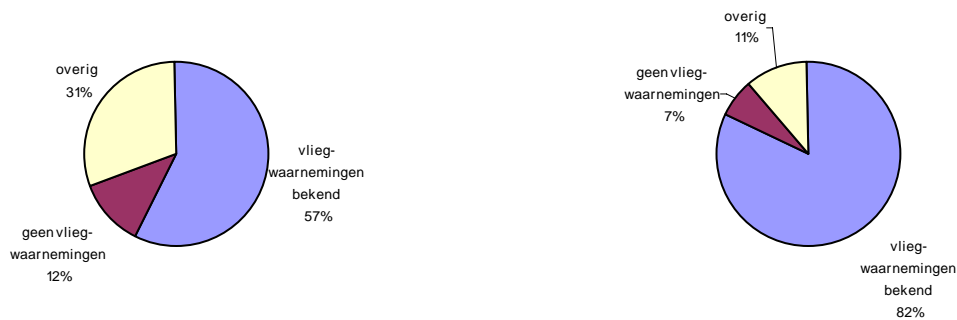 overig
31%
vlieg-
waarnemingen
bekend
57%
geen vlieg-
waarnemingen
12%
overig
11%
geen vlieg-
waarnemingen
7%
vlieg-
waarnemingen
bekend
82%